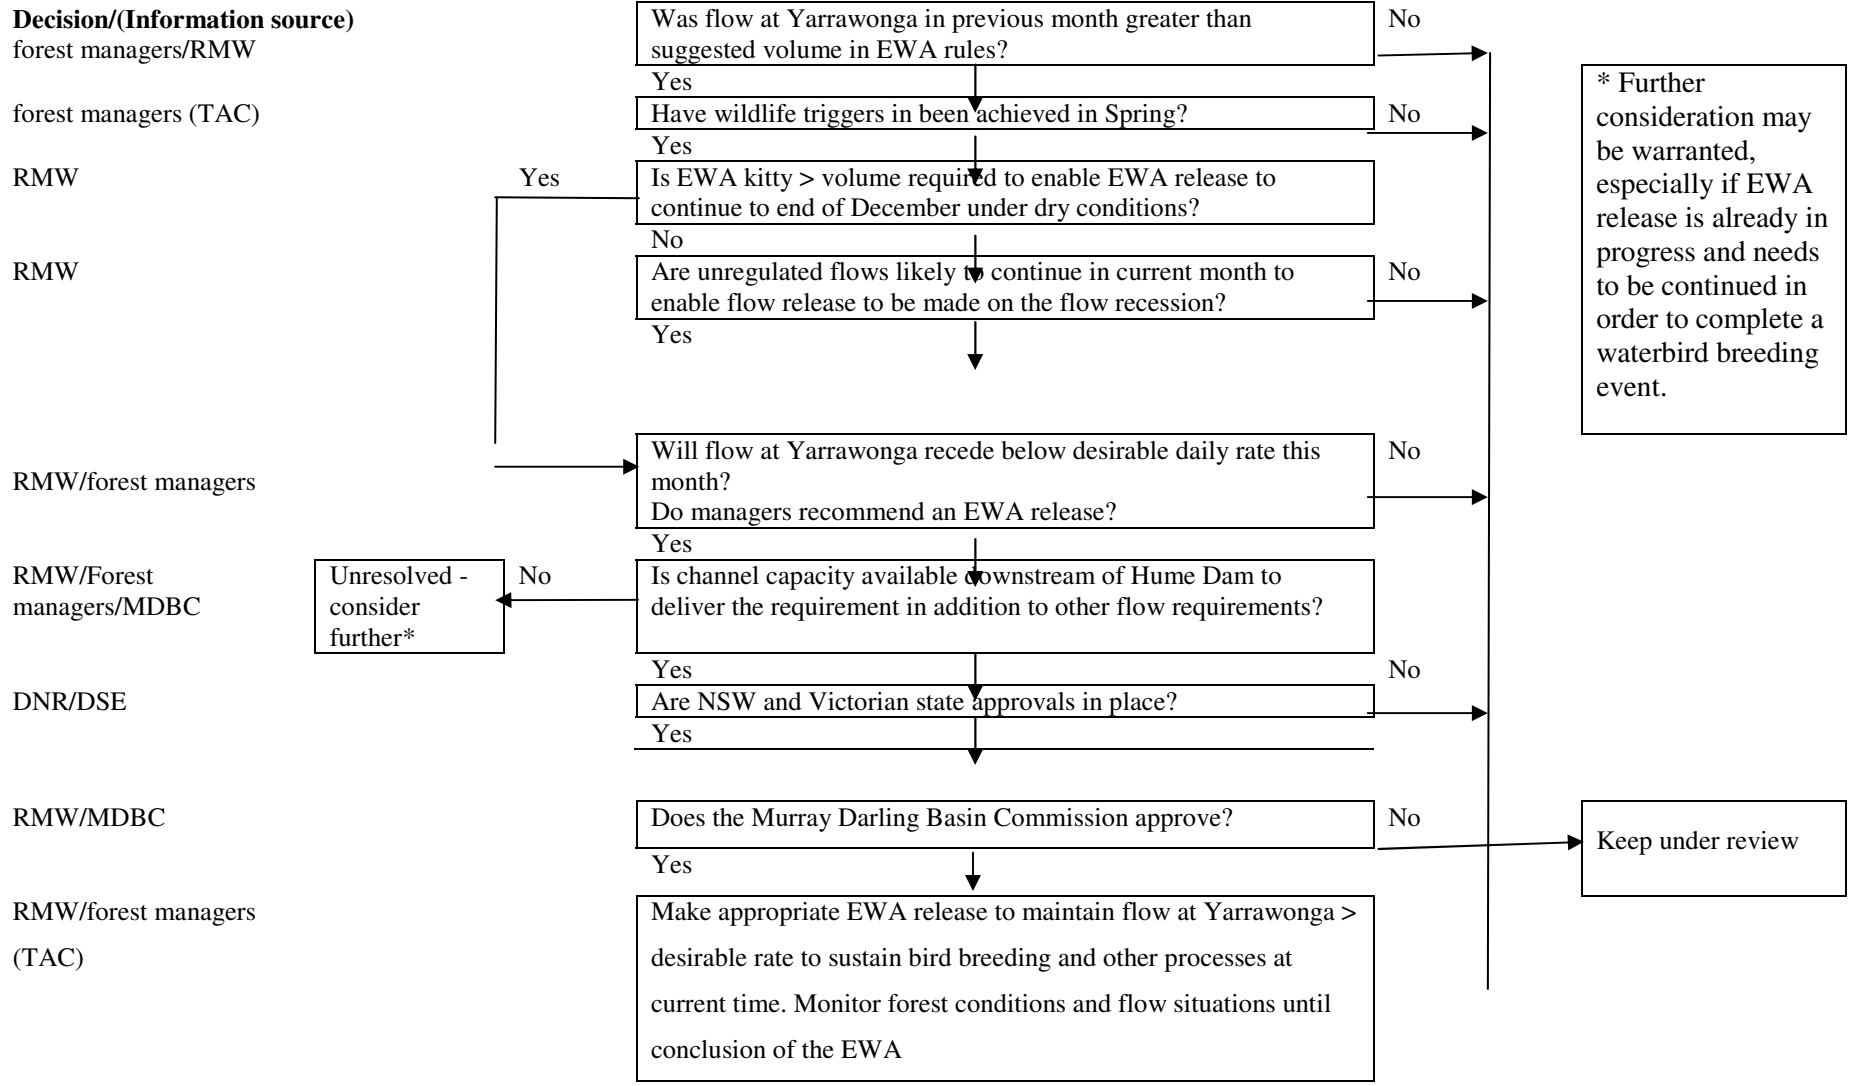 Decision/(Information source)
forest managers/RMW
Was flow at Yarrawonga in previous month greater than
suggested volume in EWA rules?
No
Yes
forest managers (TAC)
Have wildlife triggers in been achieved in Spring?
No
Yes
RMW
Yes
Is EWA kitty > volume required to enable EWA release to
continue to end of December under dry conditions?
No
RMW
Are unregulated flows likely to continue in current month to
enable flow release to be made on the flow recession?
No
Yes
* Further
consideration may
be warranted,
especially if EWA
release is already in
progress and needs
to be continued in
order to complete a
waterbird breeding
event.
RMW/forest managers
Will flow at Yarrawonga recede below desirable daily rate this
month?
Do managers recommend an EWA release?
No
Yes
RMW/Forest
managers/MDBC
Unresolved -
consider
further*
No
Is channel capacity available downstream of Hume Dam to
deliver the requirement in addition to other flow requirements?
Yes
No
DNR/DSE
Are NSW and Victorian state approvals in place?
Yes
RMW/MDBC
Does the Murray Darling Basin Commission approve?
No
Keep under review
Yes
RMW/forest managers
(TAC)
Make appropriate EWA release to maintain flow at Yarrawonga >
desirable rate to sustain bird breeding and other processes at
current time. Monitor forest conditions and flow situations until
conclusion of the EWA